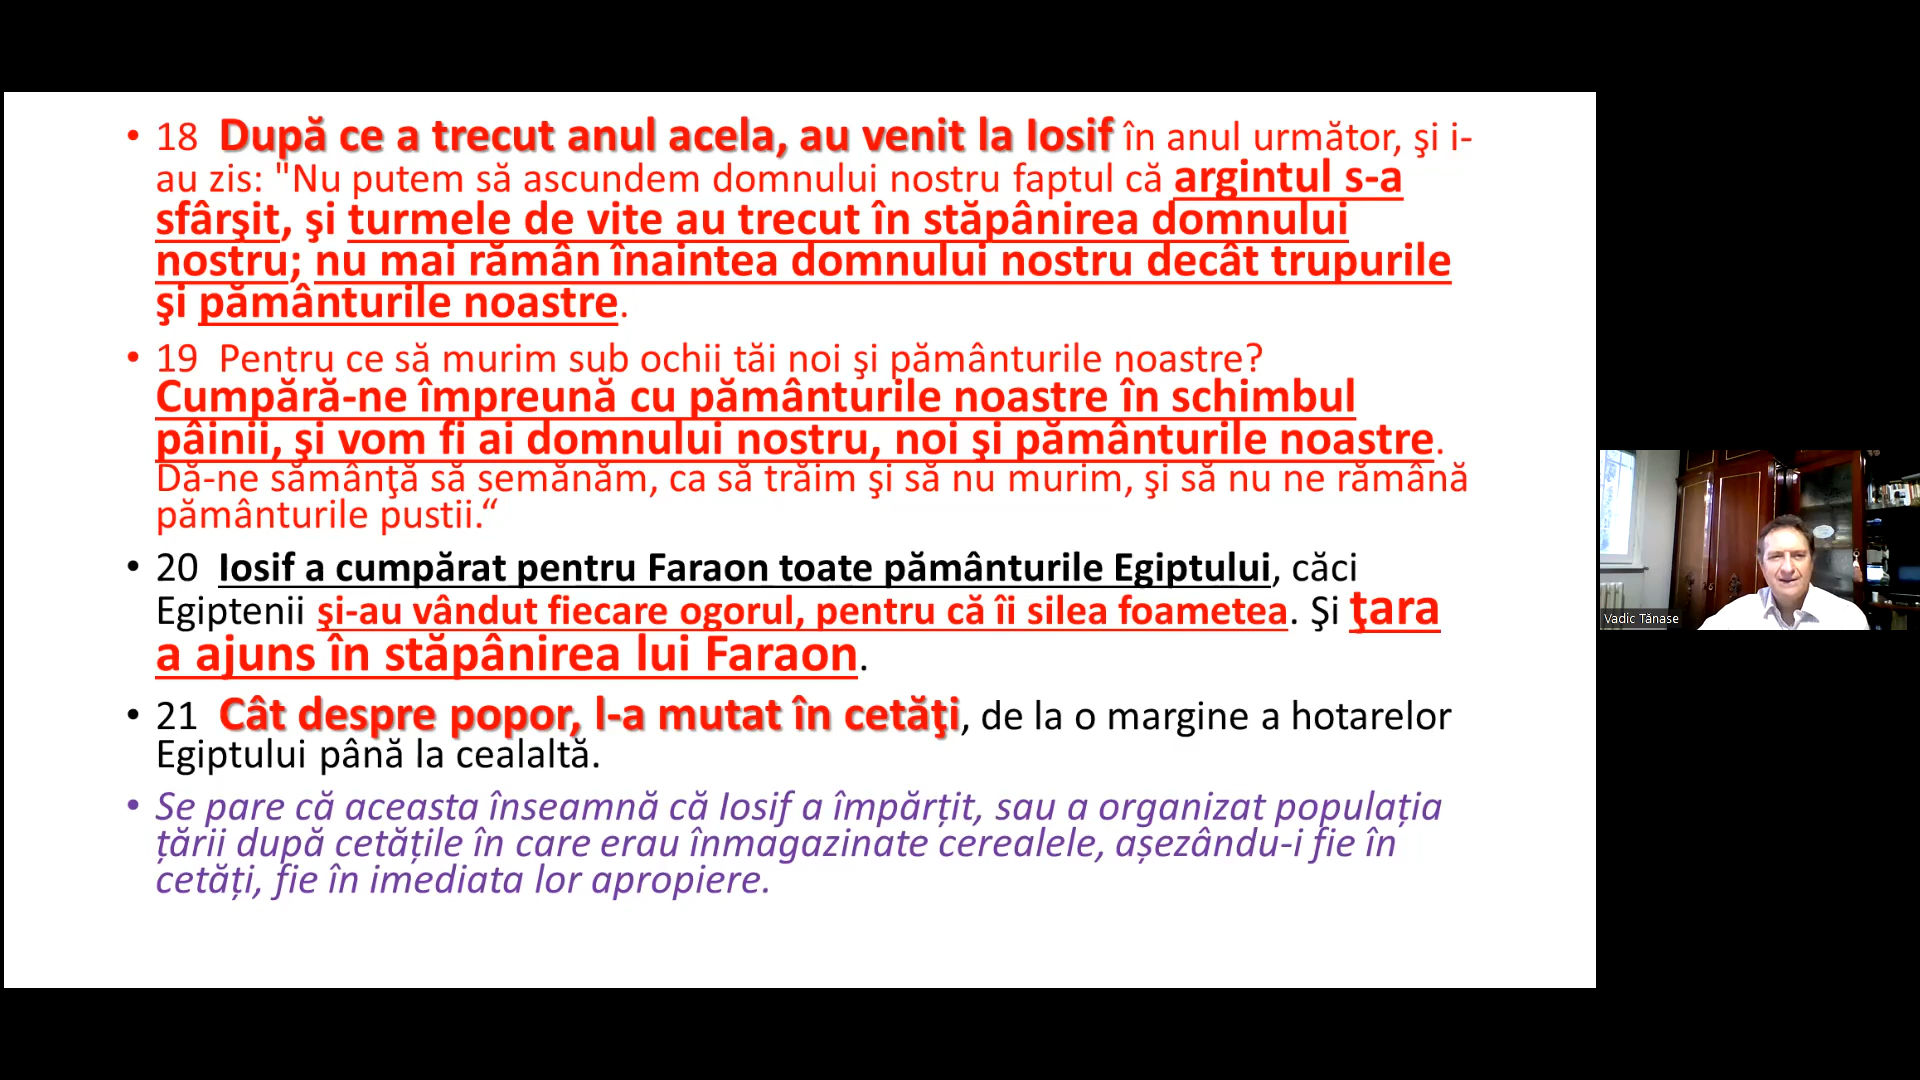 • 18 După ce a trecut anul acela, au venit la Iosif în anul următor, şi i-
au zis: "Nu putem să ascundem domnului nostru faptul că argintul s-a
sfârşit, şi turmele de vite au trecut în stăpânirea domnului
nostru; nu mai rămân înaintea domnului nostru decât trupurile
şi pământurile noastre.
• 19 Pentru ce să murim sub ochii tăi noi şi pământurile noastre?
Cumpără-ne împreună cu pământurile noastre în schimbul
pâinii, şi vom fi ai domnului nostru, noi şi pământurile noastre.
Dă-ne sămânţă să semănăm, ca să trăim şi să nu murim, şi să nu ne rămână
pământurile pustii.“
• 20 Iosif a cumpărat pentru Faraon toate pământurile Egiptului, căci
Egiptenii şi-au vândut fiecare ogorul, pentru că îi silea foametea. Şi ţara
a ajuns în stăpânirea lui Faraon.
• 21 Cât despre popor, l-a mutat în cetăţi, de la o margine a hotarelor
Egiptului până la cealaltă.
• Se pare că aceasta înseamnă că Iosif a împărțit, sau a organizat populația
țării după cetățile în care erau înmagazinate cerealele, așezându-i fie în
cetăți, fie în imediata lor apropiere.
Vadic Tănase